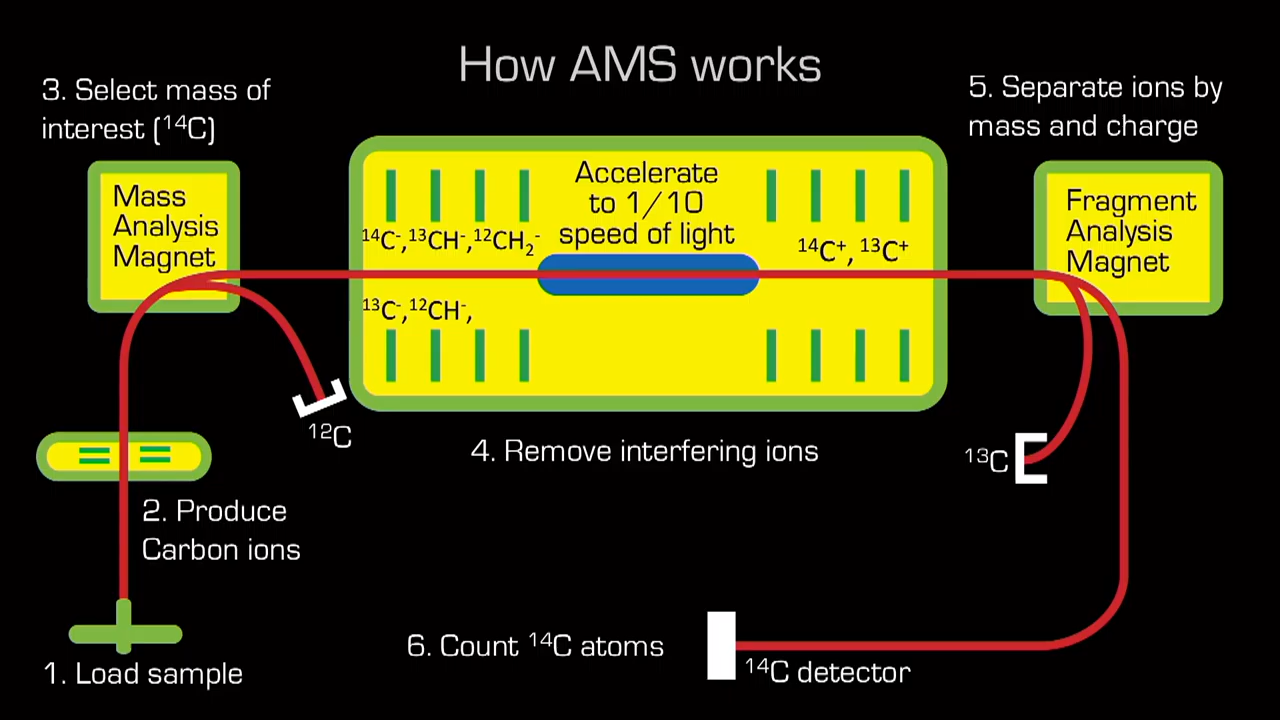 How AMS works
3. Select mass of
interest (¹⁴C)
Mass
Analysis
Magnet
¹²C
2. Produce
Carbon ions
1. Load sample
Accelerate
to 1/10
speed of light
¹⁴C⁻,¹³CH⁻,¹²CH₂⁻
¹³C⁻,¹²CH⁻,
¹⁴C⁺, ¹³C⁺
4. Remove interfering ions
5. Separate ions by
mass and charge
Fragment
Analysis
Magnet
¹³C
6. Count ¹⁴C atoms
¹⁴C detector